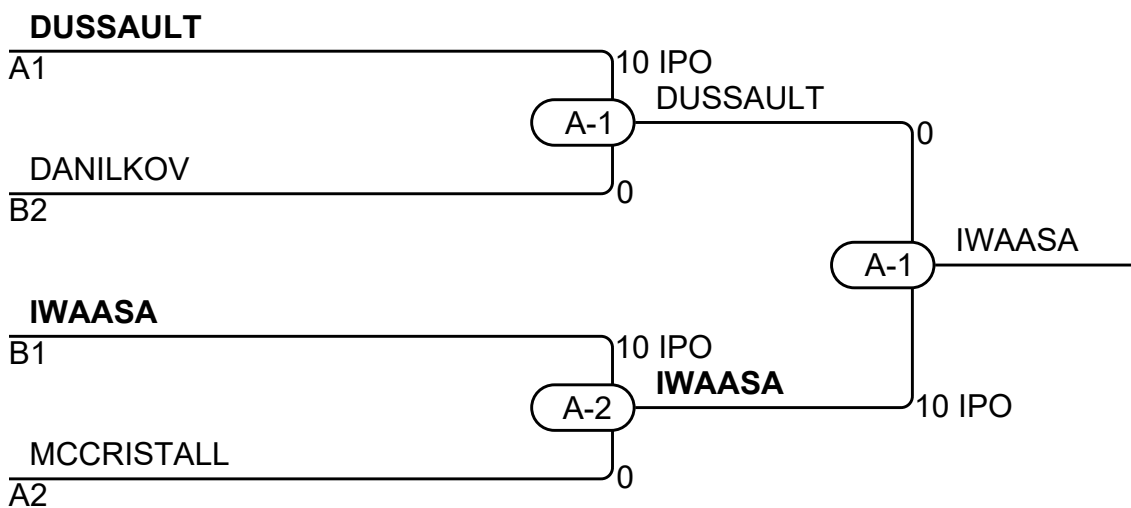 DUSSAULT
A1
10 IPO
DUSSAULT
A-1
0
DANILKOV
B2
0
IWAASA
A-1
IWAASA
B1
10 IPO
IWAASA
A-2
10 IPO
MCCRISTALL
A2
0